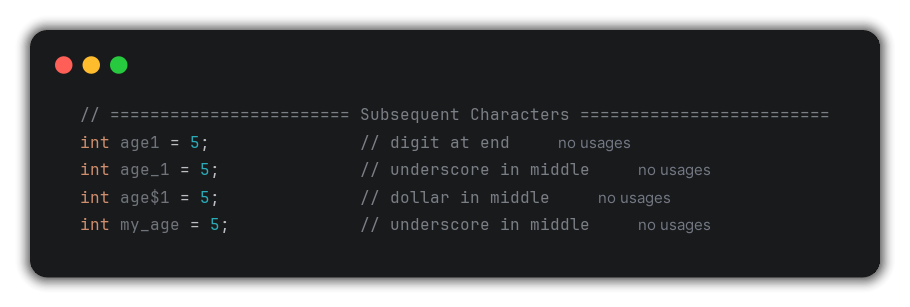 // ======================== Subsequent Characters =========================
int age1 = 5;               // digit at end     no usages
int age_1 = 5;              // underscore in middle     no usages
int age$1 = 5;              // dollar in middle     no usages
int my_age = 5;             // underscore in middle     no usages